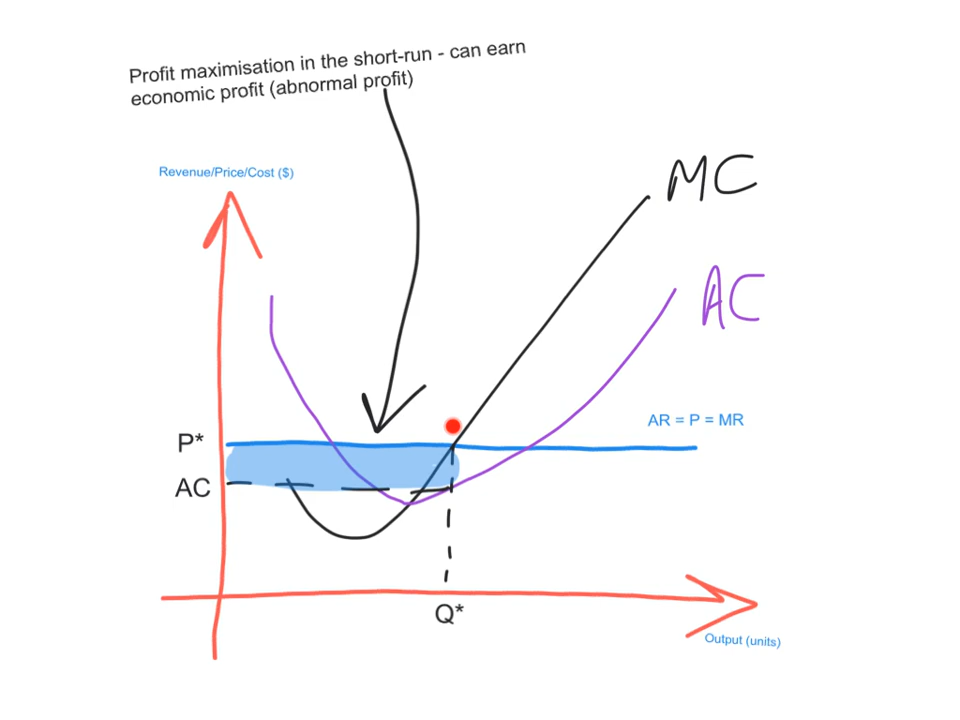 Profit maximisation in the short-run - can earn
economic profit (abnormal profit)
Revenue/Price/Cost ($)
MC
AC
AR = P = MR
P*
AC
Q*
Output (units)